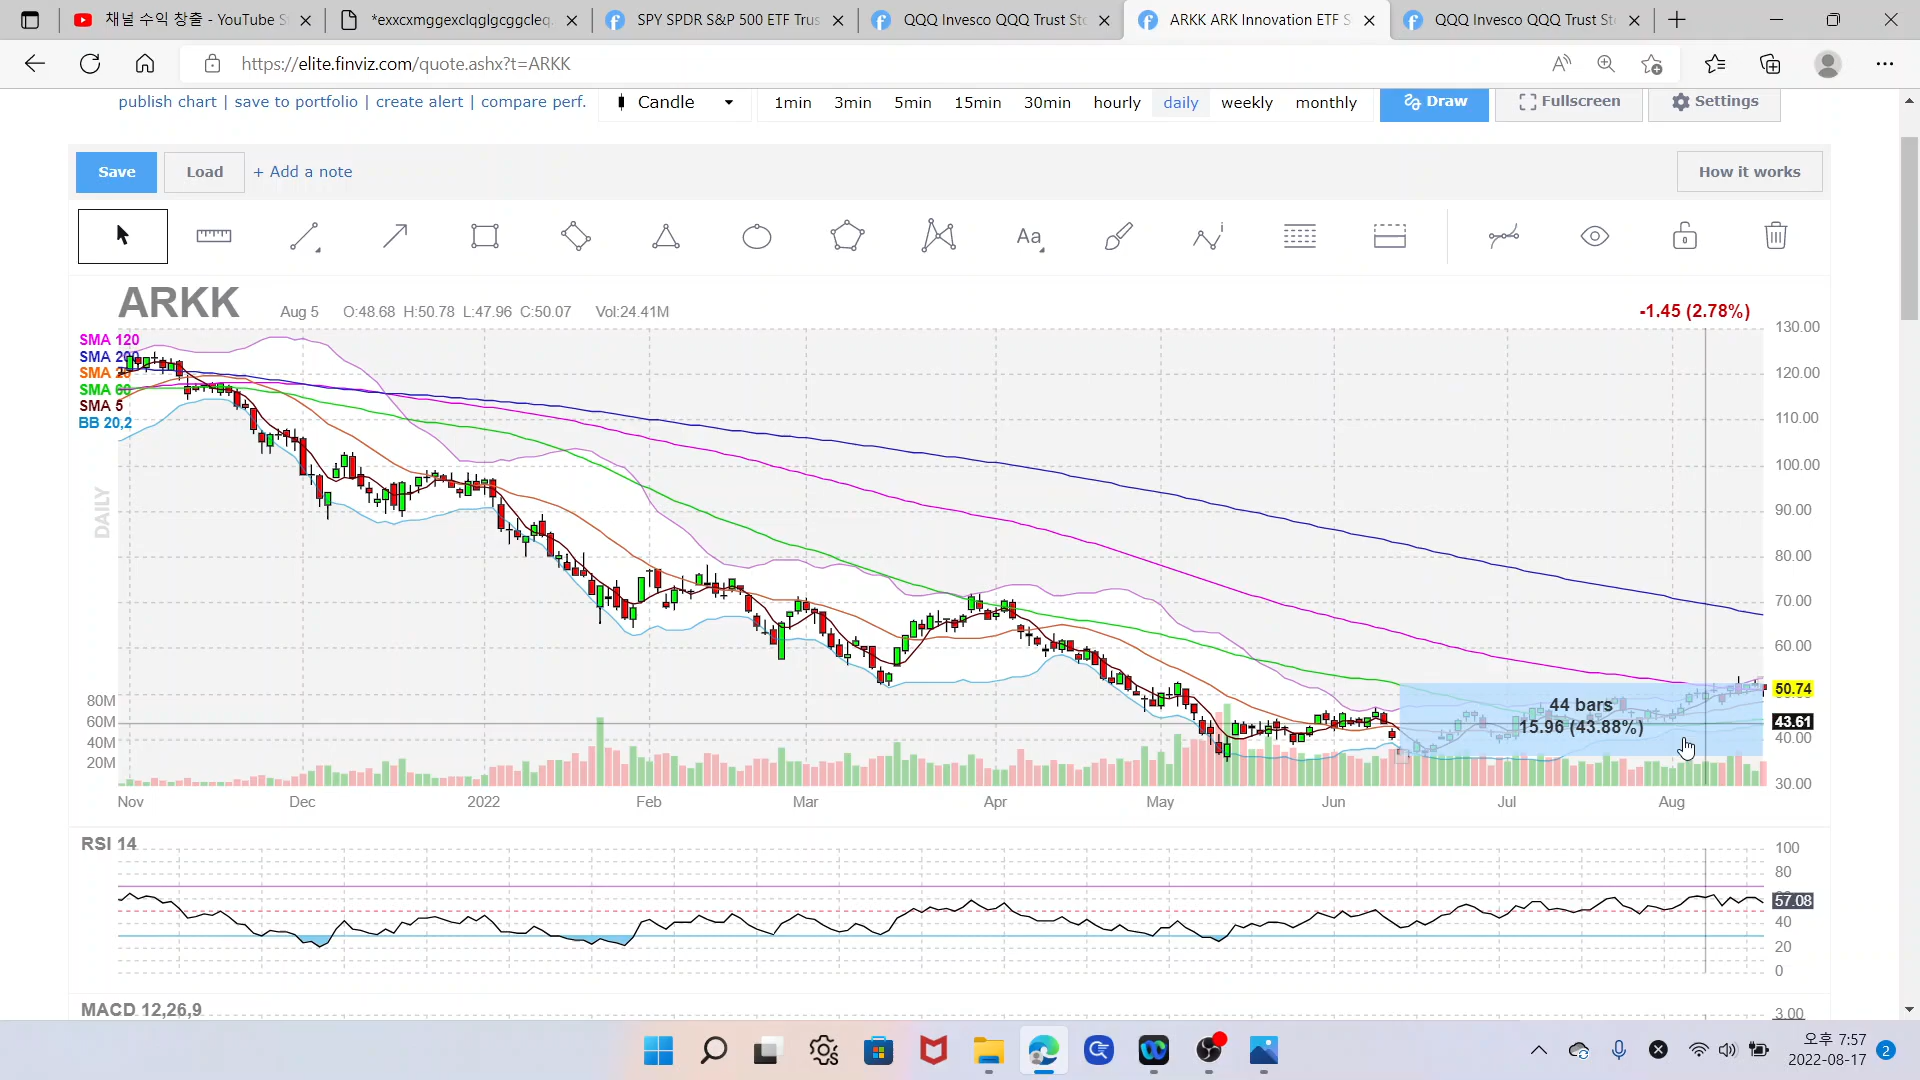 채널 수익 창출 - YouTube S
*exxcxmggexclqglgcggcleq
SPY SPDR S&P 500 ETF Trus
QQQ Invesco QQQ Trust Sto
ARKK ARK Innovation ETF S
QQQ Invesco QQQ Trust Sto
https://elite.finviz.com/quote.ashx?t=ARKK
publish chart | save to portfolio | create alert | compare perf.
Candle
1min 3min 5min 15min 30min hourly daily weekly monthly
Draw
Fullscreen
Settings
Save
Load
+ Add a note
How it works
Aa
ARKK
Aug 5 O:48.68 H:50.78 L:47.96 C:50.07 Vol:24.41M
-1.45 (2.78%)
SMA 120
SMA 200
SMA 20
SMA 60
SMA 5
BB 20,2
DAILY
130.00
120.00
110.00
100.00
90.00
80.00
70.00
60.00
50.74
43.61
40.00
30.00
80M
60M
40M
20M
44 bars
15.96 (43.88%)
Nov Dec 2022 Feb Mar Apr May Jun Jul Aug
RSI 14
100
80
57.08
40
20
0
MACD 12,26,9
3.00
오후 7:57
2022-08-17
2